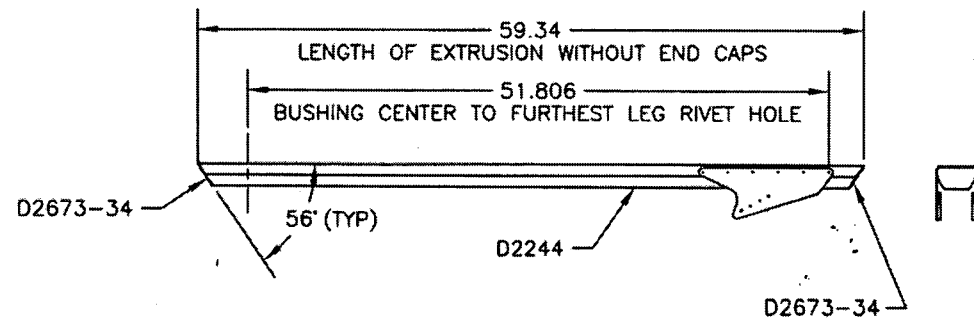 59.34
LENGTH OF EXTRUSION WITHOUT END CAPS
51.806
BUSHING CENTER TO FURTHEST LEG RIVET HOLE
D2673-34
56° (TYP)
D2244
D2673-34